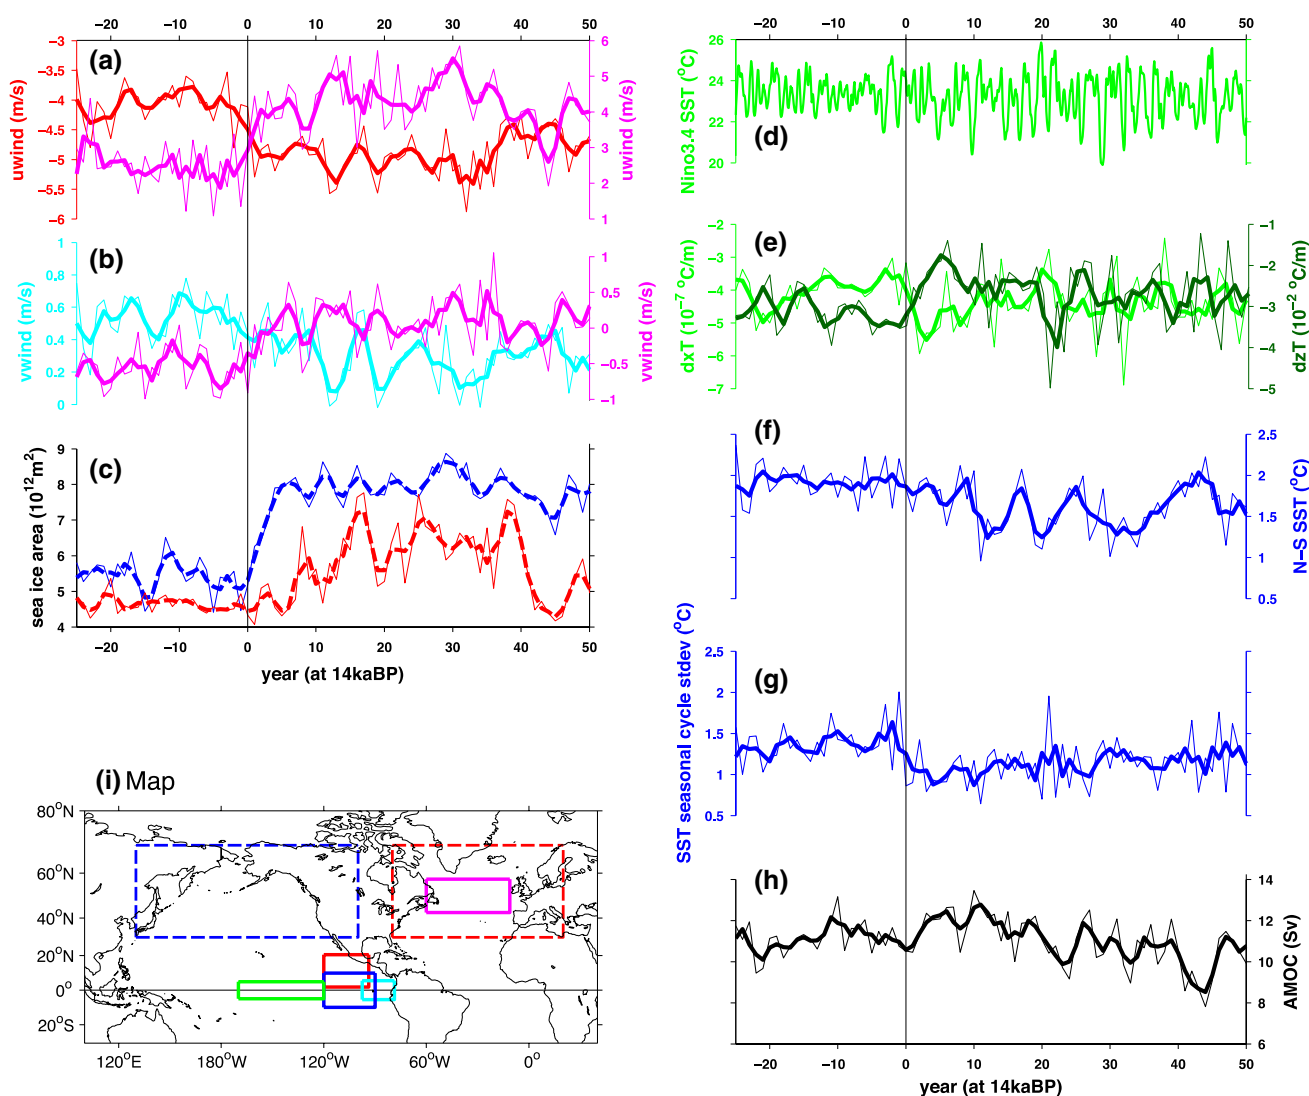 −20 −10 0 10 20 30 40 50
(a)
−3 −3.5 −4 −4.5 −5 −5.5 −6
uwind (m/s)
6 5 4 3 2 1
uwind (m/s)
(b)
1 0.8 0.6 0.4 0.2 0
vwind (m/s)
1 0.5 0 −0.5 −1
vwind (m/s)
(c)
9 8 7 6 5 4
sea ice area (10¹²m²)
−20 −10 0 10 20 30 40 50
year (at 14kaBP)
(i) Map
80°N
60°N
40°N
20°N
0°
20°S
120°E 180°W 120°W 60°W 0°
−20 −10 0 10 20 30 40 50
26 24 22 20
Nino3.4 SST (°C)
(d)
(e)
−2 −3 −4 −5 −6 −7
dxT (10⁻⁷ °C/m)
−1 −2 −3 −4 −5
dzT (10⁻² °C/m)
(f)
2.5 2 1.5 1 0.5
N−S SST (°C)
(g)
2.5 2 1.5 1 0.5
SST seasonal cycle stdev (°C)
(h)
14 12 10 8 6
AMOC (Sv)
−20 −10 0 10 20 30 40 50
year (at 14kaBP)